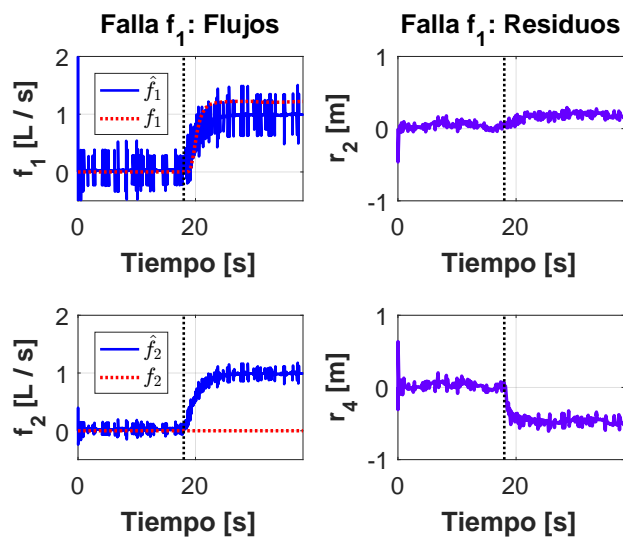 Falla f₁: Flujos
f₁ [L / s]
2
1
0
f̂₁
f₁
0
20
Tiempo [s]
Falla f₁: Residuos
r₂ [m]
1
0
-1
0
20
Tiempo [s]
f₂ [L / s]
2
1
0
f̂₂
f₂
0
20
Tiempo [s]
r₄ [m]
1
0
-1
0
20
Tiempo [s]